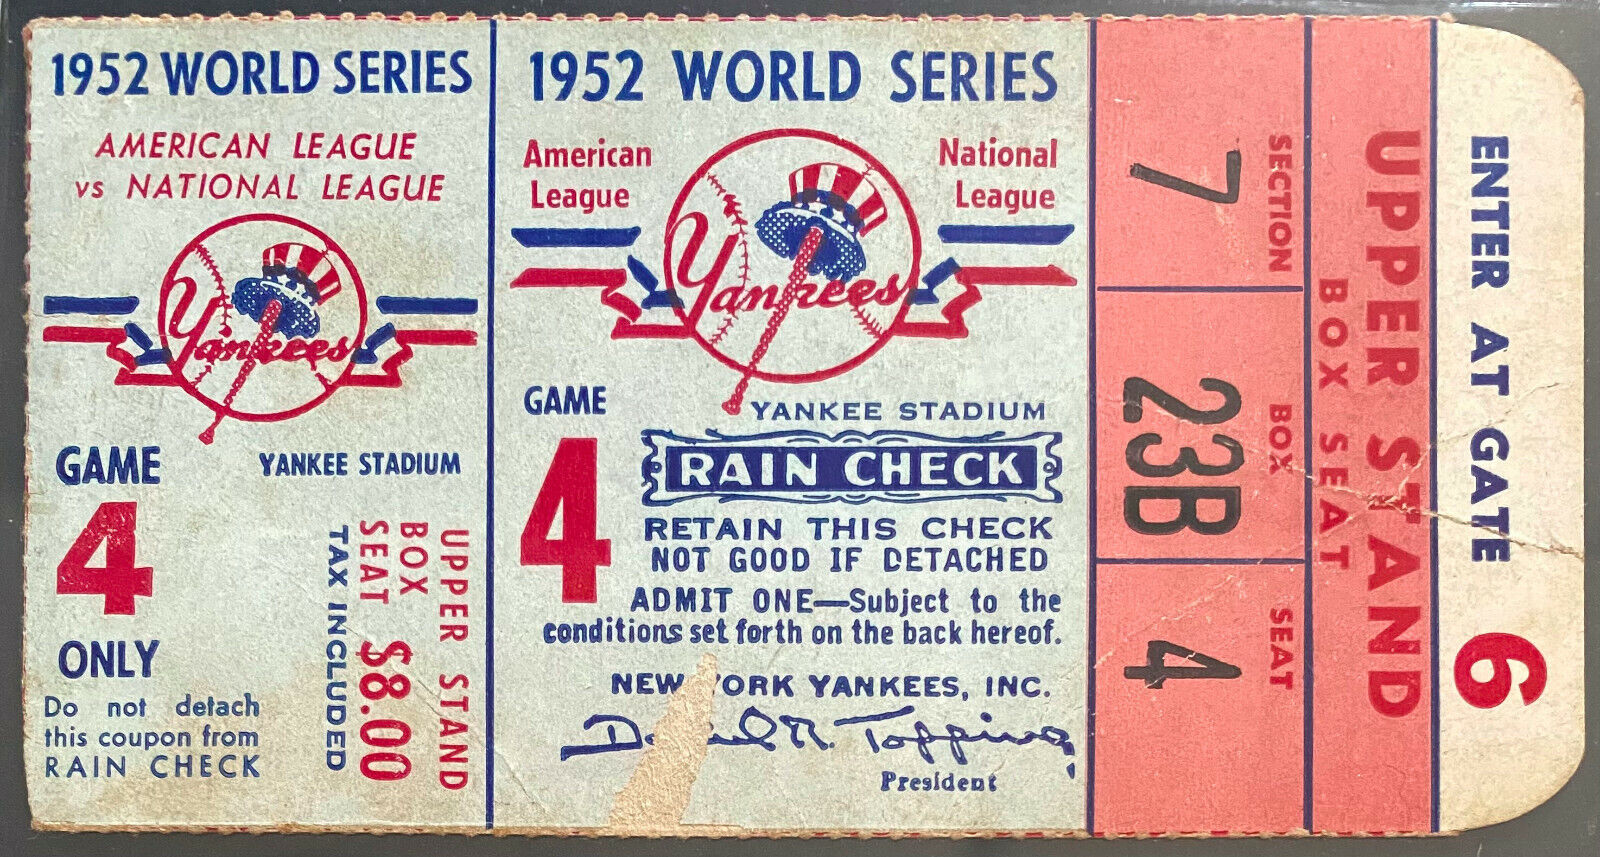 1952 WORLD SERIES
AMERICAN LEAGUE
vs NATIONAL LEAGUE
Yankees
GAME
4
ONLY
YANKEE STADIUM
UPPER STAND
BOX
SEAT $8.00
TAX INCLUDED
Do not detach
this coupon from
RAIN CHECK
1952 WORLD SERIES
American
League
National
League
Yankees
GAME
4
YANKEE STADIUM
RAIN CHECK
RETAIN THIS CHECK
NOT GOOD IF DETACHED
ADMIT ONE—Subject to the
conditions set forth on the back hereof.
NEW YORK YANKEES, INC.
Daniel R. Topping
President
SECTION
7
BOX
23B
SEAT
4
UPPER STAND
BOX SEAT
ENTER AT GATE 6